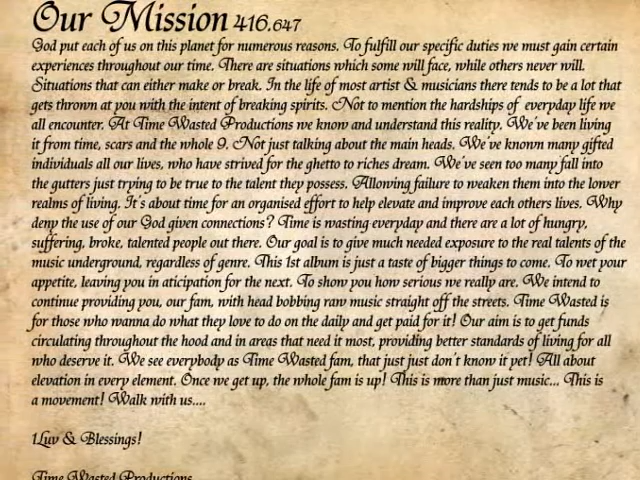 Our Mission 416,647
God put each of us on this planet for numerous reasons. To fulfill our specific duties we must gain certain
experiences throughout our time. There are situations which some will face, while others never will.
Situations that can either make or break. In the life of most artist & musicians there tends to be a lot that
gets thrown at you with the intent of breaking spirits. Not to mention the hardships of everyday life we
all encounter. At Time Wasted Productions we know and understand this reality. We've been living
it from time, scars and the whole 9. Not just talking about the main heads. We've known many gifted
individuals all our lives, who have strived for the ghetto to riches dream. We've seen too many fall into
the gutters just trying to be true to the talent they possess. Allowing failure to weaken them into the lower
realms of living. It's about time for an organised effort to help elevate and improve each others lives. Why
deny the use of our God given connections? Time is wasting everyday and there are a lot of hungry,
suffering, broke, talented people out there. Our goal is to give much needed exposure to the real talents of the
music underground, regardless of genre. This 1st album is just a taste of bigger things to come. To wet your
appetite, leaving you in aticipation for the next. To show you how serious we really are. We intend to
continue providing you, our fam, with head bobbing raw music straight off the streets. Time Wasted is
for those who wanna do what they love to do on the daily and get paid for it! Our aim is to get funds
circulating throughout the hood and in areas that need it most, providing better standards of living for all
who deserve it. We see everybody as Time Wasted fam, that just just don't know it yet! All about
elevation in every element. Once we get up, the whole fam is up! This is more than just music... This is
a movement! Walk with us....
1Luv & Blessings!
Time Wasted Productions